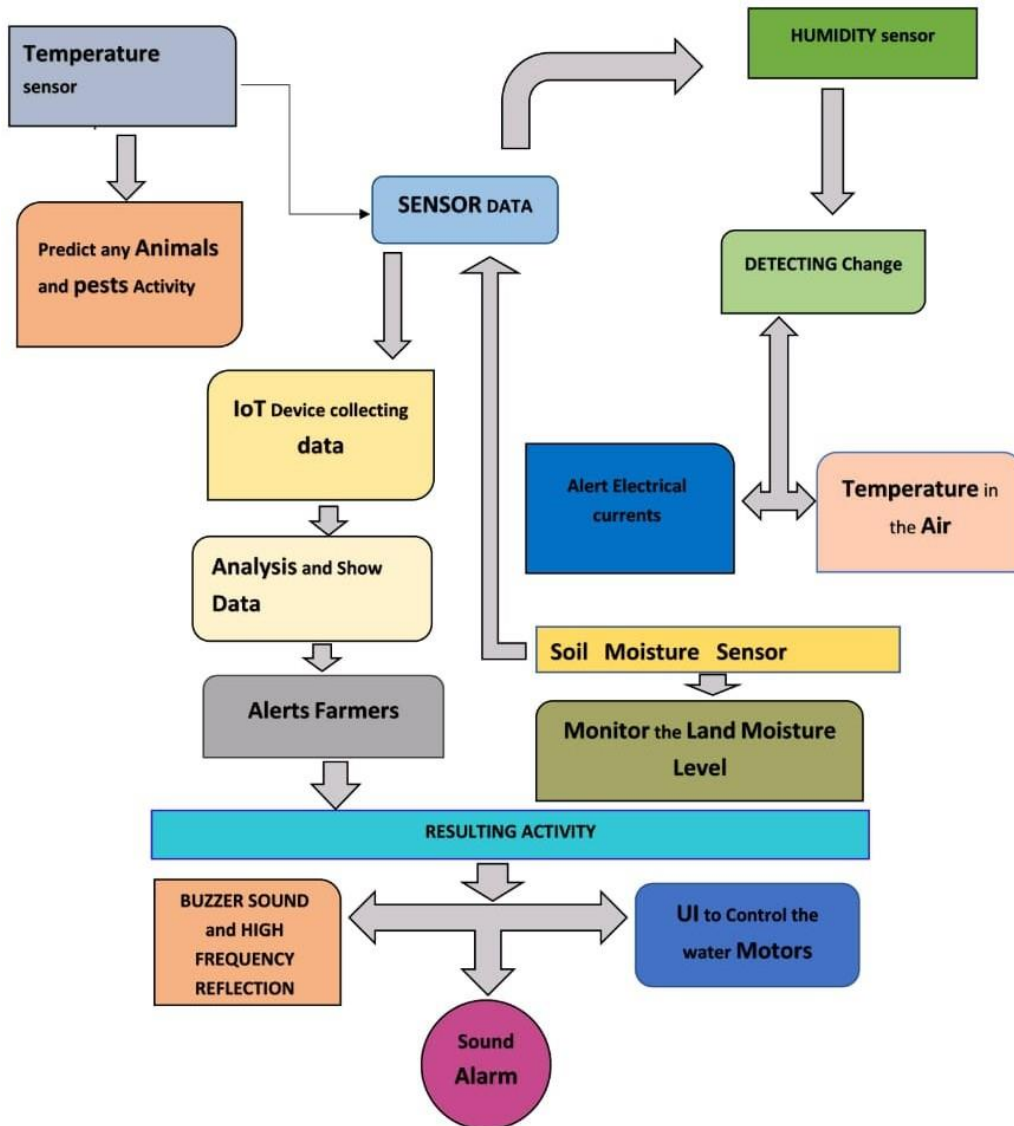 Temperature
sensor
HUMIDITY sensor
SENSOR DATA
Predict any Animals
and pests Activity
DETECTING Change
IoT Device collecting
data
Alert Electrical
currents
Temperature in
the Air
Analysis and Show
Data
Soil Moisture Sensor
Alerts Farmers
Monitor the Land Moisture
Level
RESULTING ACTIVITY
BUZZER SOUND
and HIGH
FREQUENCY
REFLECTION
UI to Control the
water Motors
Sound
Alarm